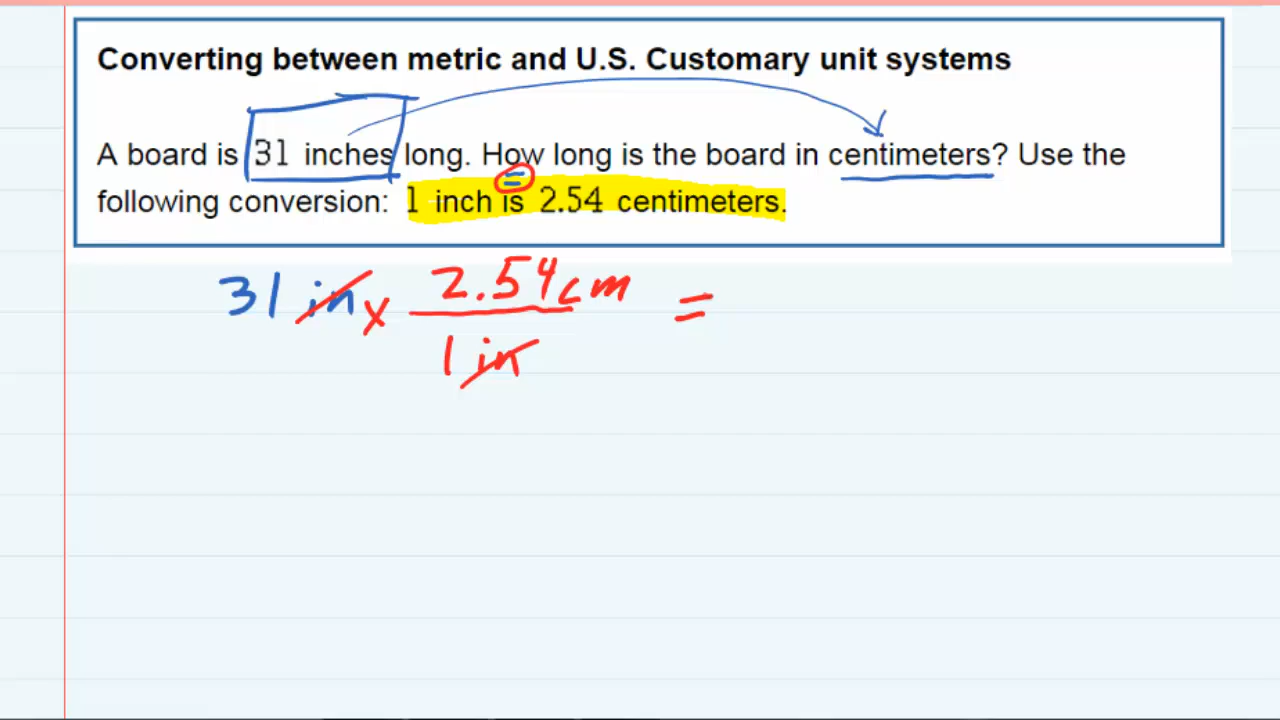 Converting between metric and U.S. Customary unit systems
A board is 31 inches long. How long is the board in centimeters? Use the
=
following conversion: 1 inch is 2.54 centimeters.
31 in x 2.54 cm =
1 in